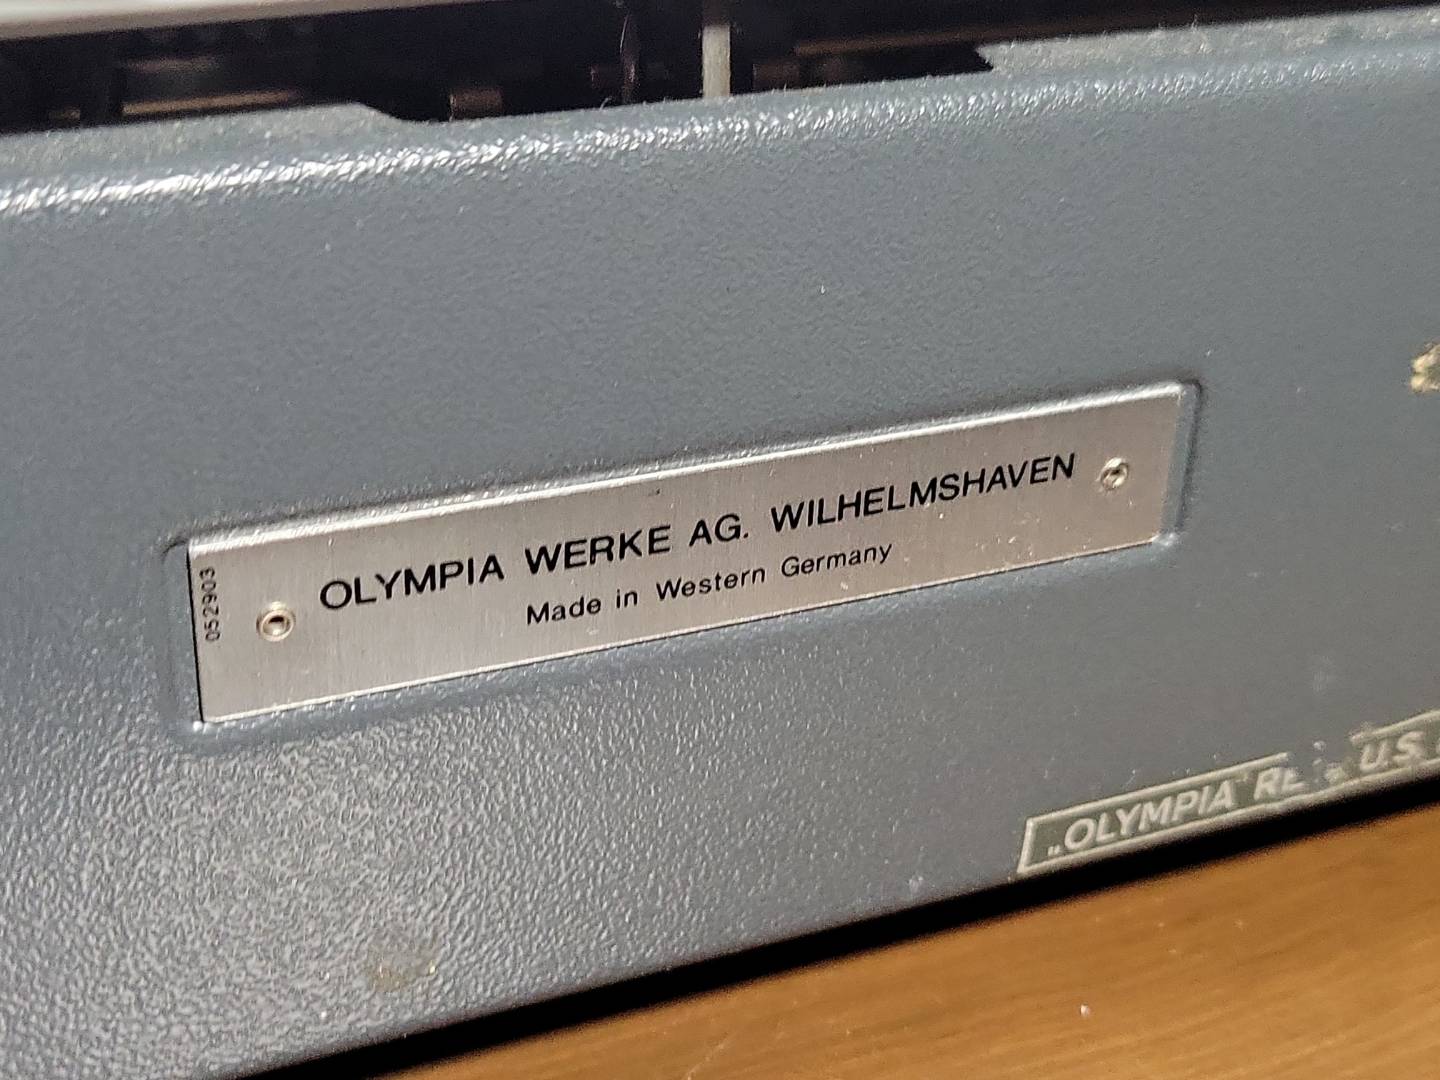 OLYMPIA WERKE AG. WILHELMSHAVEN
Made in Western Germany
052903
„OLYMPIA" U.S.